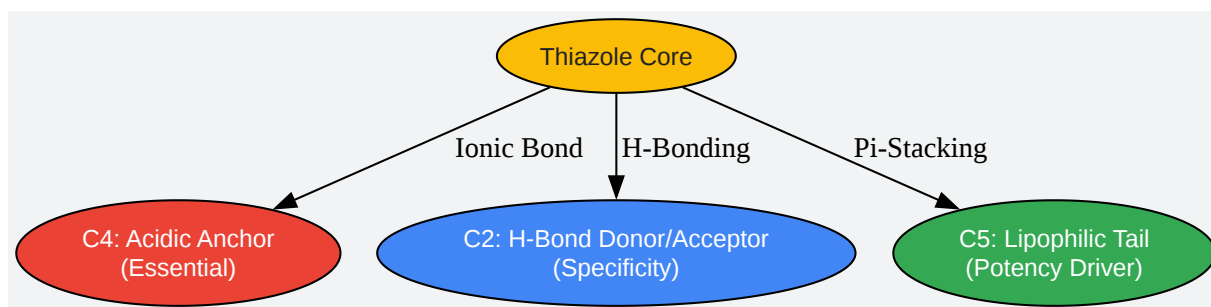 Thiazole Core
Ionic Bond
H-Bonding
Pi-Stacking
C4: Acidic Anchor
(Essential)
C2: H-Bond Donor/Acceptor
(Specificity)
C5: Lipophilic Tail
(Potency Driver)